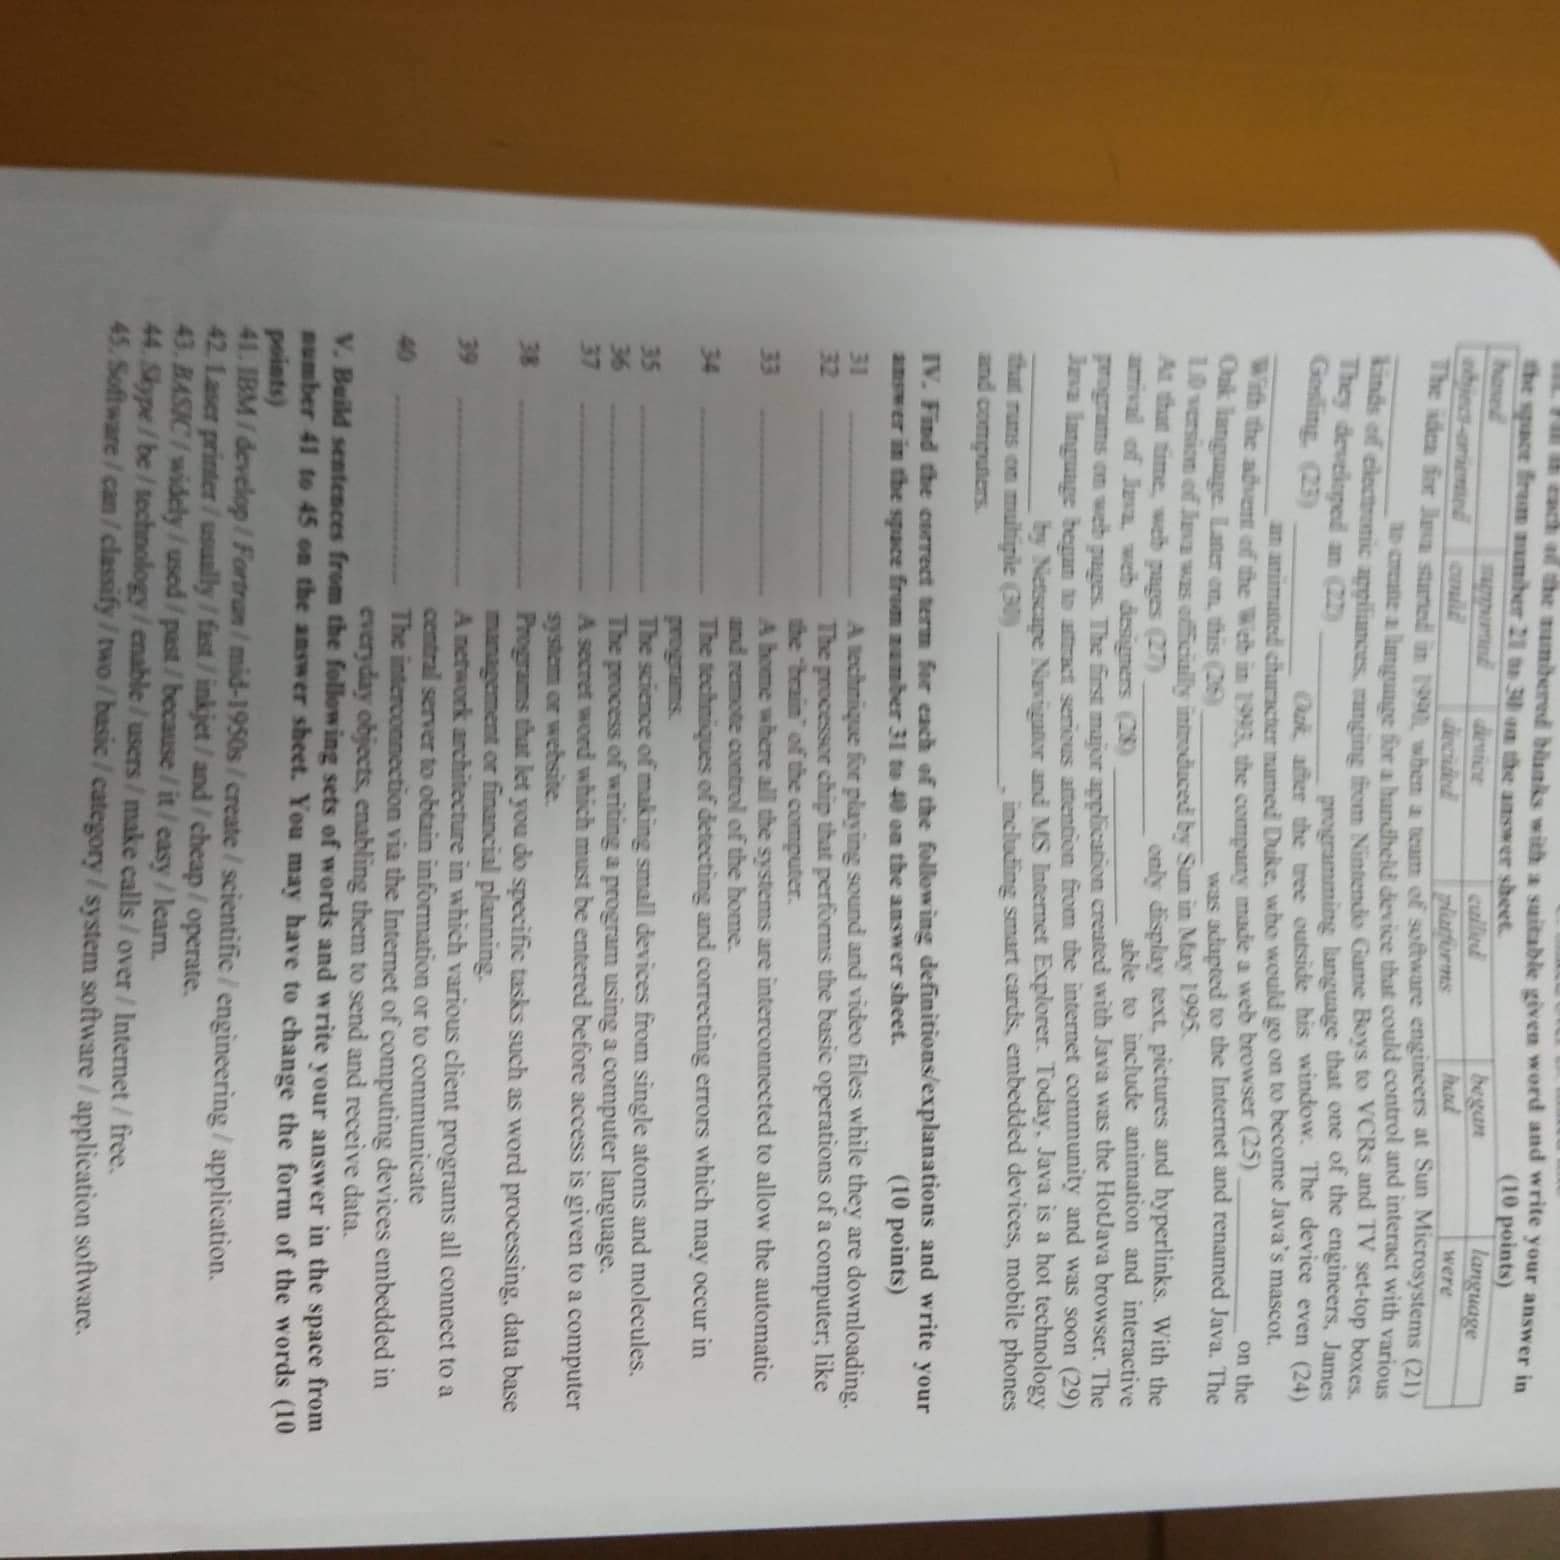 III. Fill in each of the numbered blanks with a suitable given word and write your answer in
the space from number 21 to 30 on the answer sheet. (10 points)
based supported device called began language
object-oriented could decided platforms had were
The idea for Java started in 1990, when a team of software engineers at Sun Microsystems (21)
____________ to create a language for a handheld device that could control and interact with various
kinds of electronic appliances, ranging from Nintendo Game Boys to VCRs and TV set-top boxes.
They developed an (22) ____________ programming language that one of the engineers, James
Gosling, (23) ____________ Oak, after the tree outside his window. The device even (24)
____________ an animated character named Duke, who would go on to become Java's mascot.
With the advent of the Web in 1993, the company made a web browser (25) ____________ on the
Oak language. Later on, this (26) ____________ was adapted to the Internet and renamed Java. The
1.0 version of Java was officially introduced by Sun in May 1995.
At that time, web pages (27) ____________ only display text, pictures and hyperlinks. With the
arrival of Java, web designers (28) ____________ able to include animation and interactive
programs on web pages. The first major application created with Java was the HotJava browser. The
Java language began to attract serious attention from the internet community and was soon (29)
____________ by Netscape Navigator and MS Internet Explorer. Today, Java is a hot technology
that runs on multiple (30) ____________, including smart cards, embedded devices, mobile phones
and computers.
IV. Find the correct term for each of the following definitions/explanations and write your
answer in the space from number 31 to 40 on the answer sheet. (10 points)
31 ____________ A technique for playing sound and video files while they are downloading.
32 ____________ The processor chip that performs the basic operations of a computer; like
the "brain" of the computer.
33 ____________ A home where all the systems are interconnected to allow the automatic
and remote control of the home.
34 ____________ The techniques of detecting and correcting errors which may occur in
programs.
35 ____________ The science of making small devices from single atoms and molecules.
36 ____________ The process of writing a program using a computer language.
37 ____________ A secret word which must be entered before access is given to a computer
system or website.
38 ____________ Programs that let you do specific tasks such as word processing, data base
management or financial planning.
39 ____________ A network architecture in which various client programs all connect to a
central server to obtain information or to communicate
40 ____________ The interconnection via the Internet of computing devices embedded in
everyday objects, enabling them to send and receive data.
V. Build sentences from the following sets of words and write your answer in the space from
number 41 to 45 on the answer sheet. You may have to change the form of the words (10
points)
41. IBM / develop / Fortran / mid-1950s / create / scientific / engineering / application.
42. Laser printer / usually / fast / inkjet / and / cheap / operate.
43. BASIC / widely / used / past / because / it / easy / learn.
44. Skype / be / technology / enable / users / make calls / over / Internet / free.
45. Software / can / classify / two / basic / category / system software / application software.